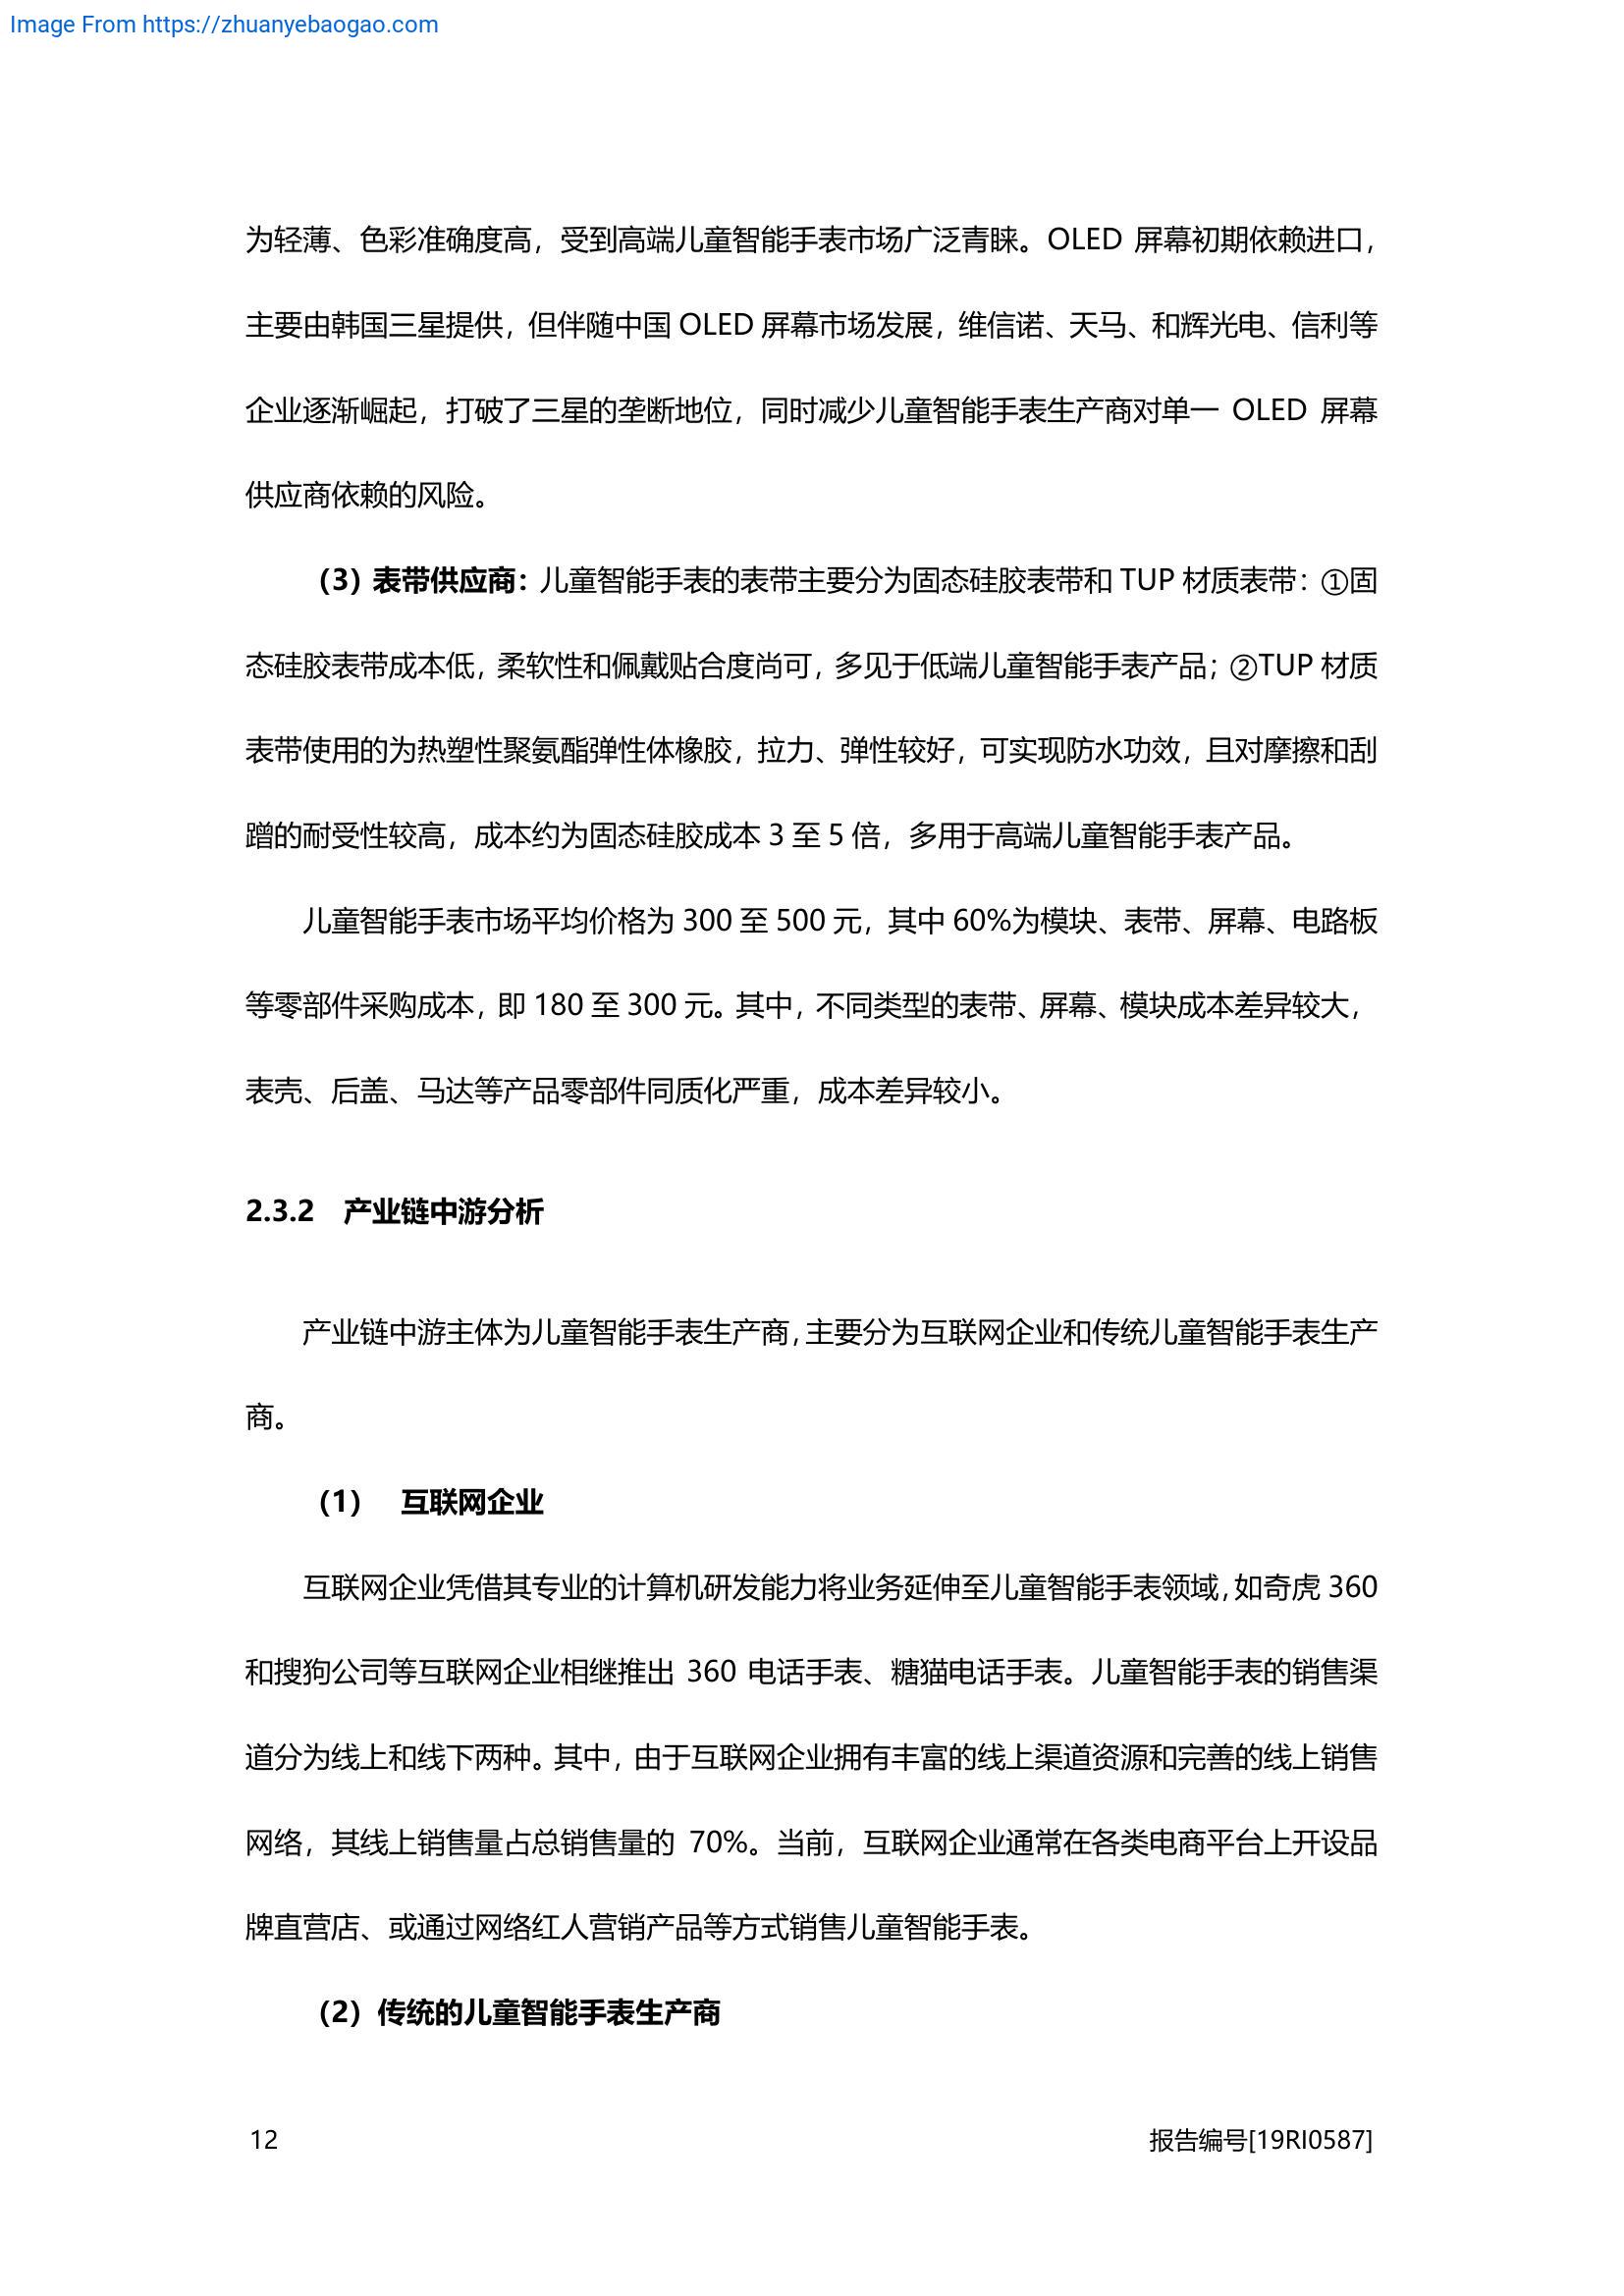 Image From https://zhuanyebaogao.com
为轻薄、色彩准确度高，受到高端儿童智能手表市场广泛青睐。OLED 屏幕初期依赖进口，
主要由韩国三星提供，但伴随中国 OLED 屏幕市场发展，维信诺、天马、和辉光电、信利等
企业逐渐崛起，打破了三星的垄断地位，同时减少儿童智能手表生产商对单一 OLED 屏幕
供应商依赖的风险。
（3）表带供应商：儿童智能手表的表带主要分为固态硅胶表带和 TUP 材质表带：①固
态硅胶表带成本低，柔软性和佩戴贴合度尚可，多见于低端儿童智能手表产品；②TUP 材质
表带使用的为热塑性聚氨酯弹性体橡胶，拉力、弹性较好，可实现防水功效，且对摩擦和刮
蹭的耐受性较高，成本约为固态硅胶成本 3 至 5 倍，多用于高端儿童智能手表产品。
儿童智能手表市场平均价格为 300 至 500 元，其中 60%为模块、表带、屏幕、电路板
等零部件采购成本，即 180 至 300 元。其中，不同类型的表带、屏幕、模块成本差异较大，
表壳、后盖、马达等产品零部件同质化严重，成本差异较小。
2.3.2 产业链中游分析
产业链中游主体为儿童智能手表生产商，主要分为互联网企业和传统儿童智能手表生产
商。
（1） 互联网企业
互联网企业凭借其专业的计算机研发能力将业务延伸至儿童智能手表领域，如奇虎 360
和搜狗公司等互联网企业相继推出 360 电话手表、糖猫电话手表。儿童智能手表的销售渠
道分为线上和线下两种。其中，由于互联网企业拥有丰富的线上渠道资源和完善的线上销售
网络，其线上销售量占总销售量的 70%。当前，互联网企业通常在各类电商平台上开设品
牌直营店、或通过网络红人营销产品等方式销售儿童智能手表。
（2）传统的儿童智能手表生产商
12
报告编号[19RI0587]